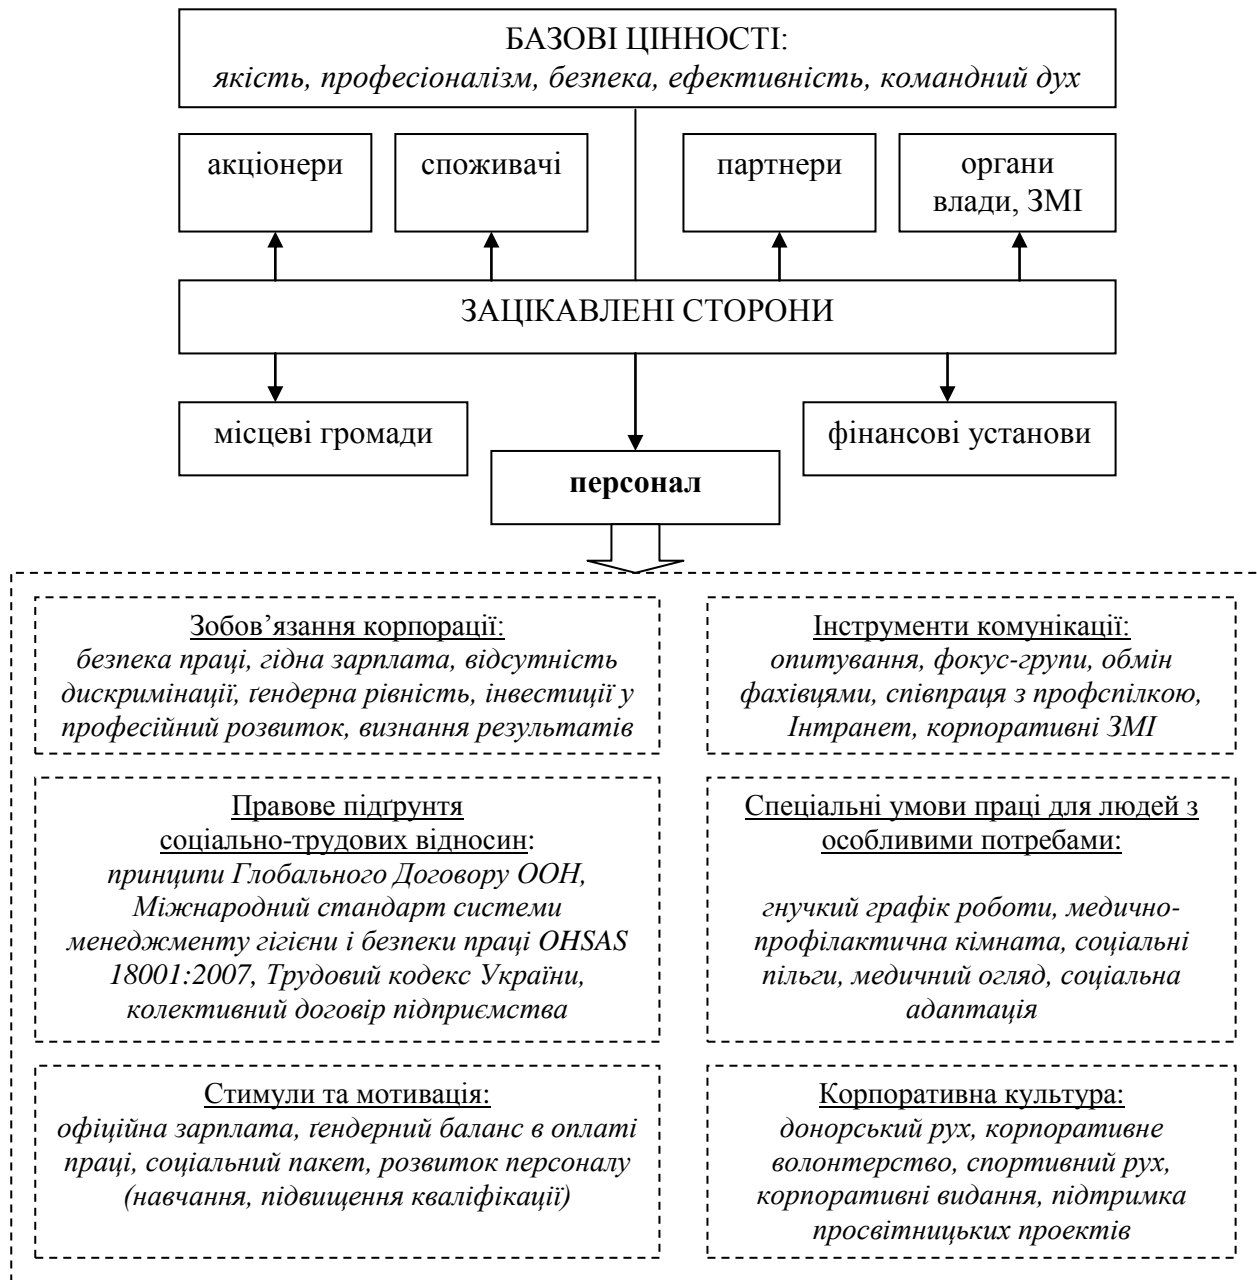 БАЗОВІ ЦІННОСТІ:
якість, професіоналізм, безпека, ефективність, командний дух
акціонери
споживачі
партнери
органи
влади, ЗМІ
ЗАЦІКАВЛЕНІ СТОРОНИ
місцеві громади
фінансові установи
персонал
Зобов’язання корпорації:
безпека праці, гідна зарплата, відсутність
дискримінації, ґендерна рівність, інвестиції у
професійний розвиток, визнання результатів
Інструменти комунікації:
опитування, фокус-групи, обмін
фахівцями, співпраця з профспілкою,
Інтранет, корпоративні ЗМІ
Правове підґрунтя
соціально-трудових відносин:
принципи Глобального Договору ООН,
Міжнародний стандарт системи
менеджменту гігієни і безпеки праці OHSAS
18001:2007, Трудовий кодекс України,
колективний договір підприємства
Спеціальні умови праці для людей з
особливими потребами:
гнучкий графік роботи, медично-
профілактична кімната, соціальні
пільги, медичний огляд, соціальна
адаптація
Стимули та мотивація:
офіційна зарплата, ґендерний баланс в оплаті
праці, соціальний пакет, розвиток персоналу
(навчання, підвищення кваліфікації)
Корпоративна культура:
донорський рух, корпоративне
волонтерство, спортивний рух,
корпоративні видання, підтримка
просвітницьких проектів